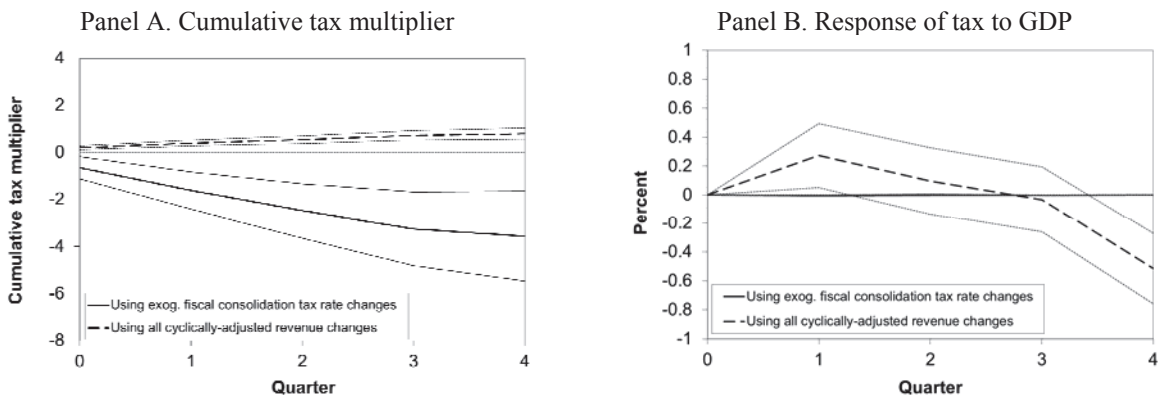 Panel A. Cumulative tax multiplier
4
2
0
-2
-4
-6
-8
Cumulative tax multiplier
Using exog. fiscal consolidation tax rate changes
Using all cyclically-adjusted revenue changes
0 1 2 3 4
Quarter
Panel B. Response of tax to GDP
1
0.8
0.6
0.4
0.2
0
-0.2
-0.4
-0.6
-0.8
-1
Percent
Using exog. fiscal consolidation tax rate changes
Using all cyclically-adjusted revenue changes
0 1 2 3 4
Quarter